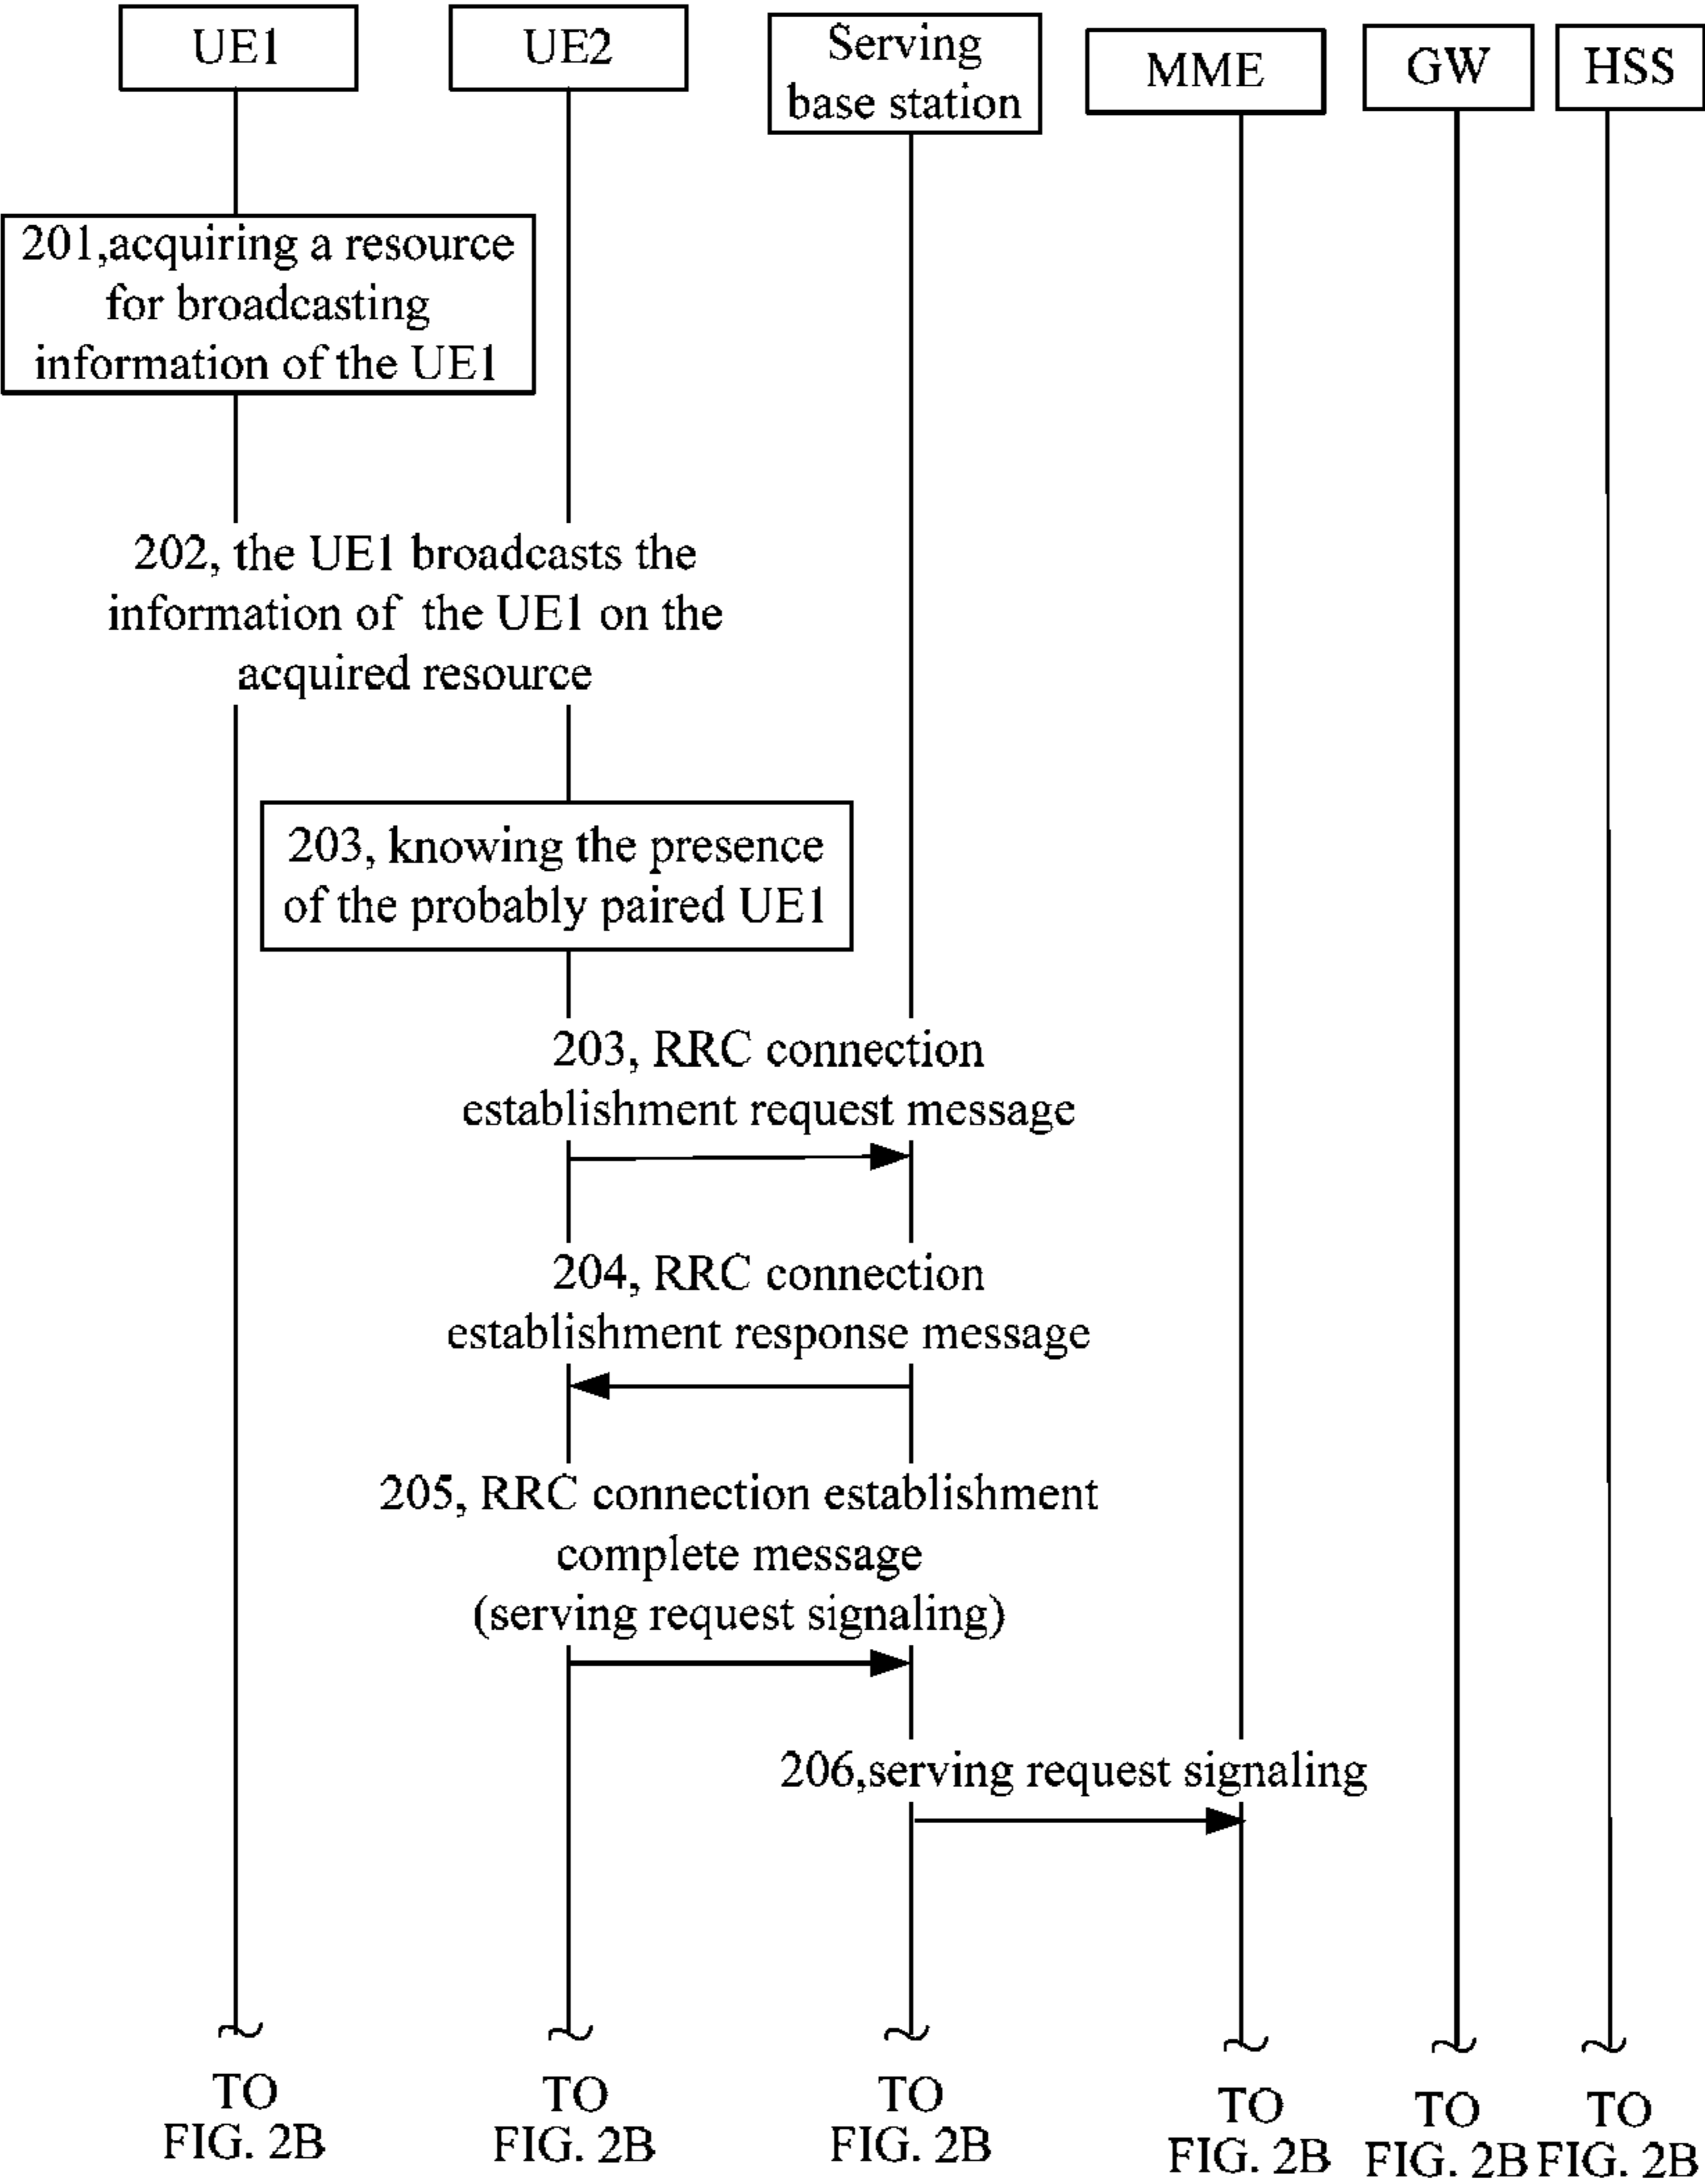 UE1
UE2
Serving
base station
MME
GW
HSS
201,acquiring a resource
for broadcasting
information of the UE1
202, the UE1 broadcasts the
information of the UE1 on the
acquired resource
203, knowing the presence
of the probably paired UE1
203, RRC connection
establishment request message
204, RRC connection
establishment response message
205, RRC connection establishment
complete message
(serving request signaling)
206,serving request signaling
TO
FIG. 2B
TO
FIG. 2B
TO
FIG. 2B
TO
FIG. 2B
TO
FIG. 2B
TO
FIG. 2B